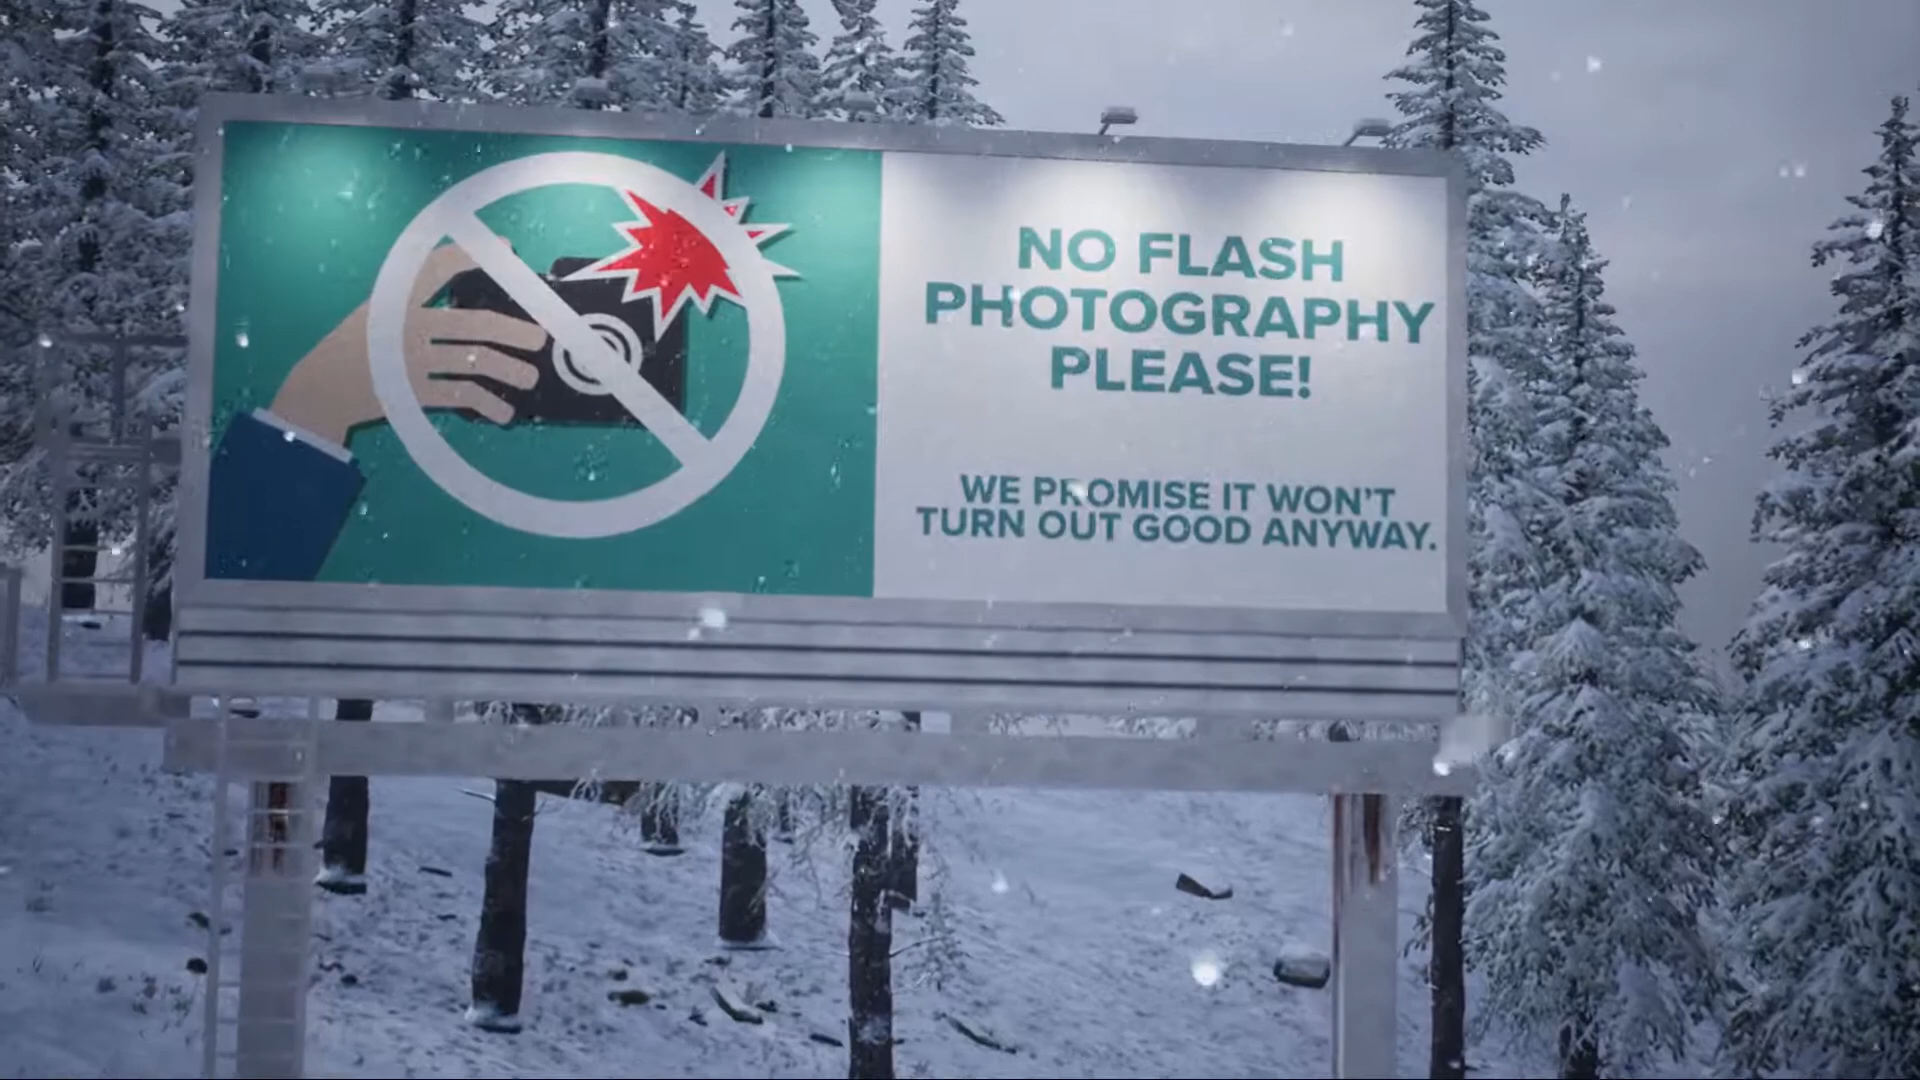 NO FLASH
PHOTOGRAPHY
PLEASE!
WE PROMISE IT WON'T
TURN OUT GOOD ANYWAY.